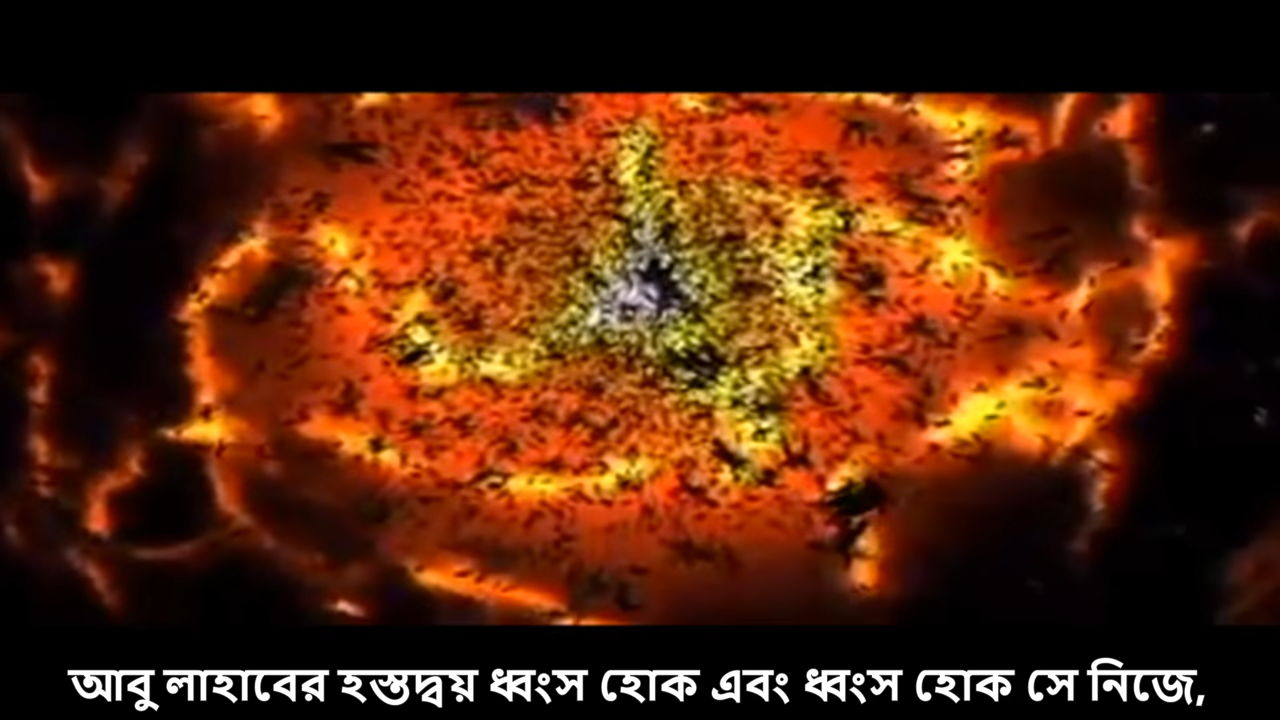 আবু লাহাবের হস্তদ্বয় ধ্বংস হোক এবং ধ্বংস হোক সে নিজে,